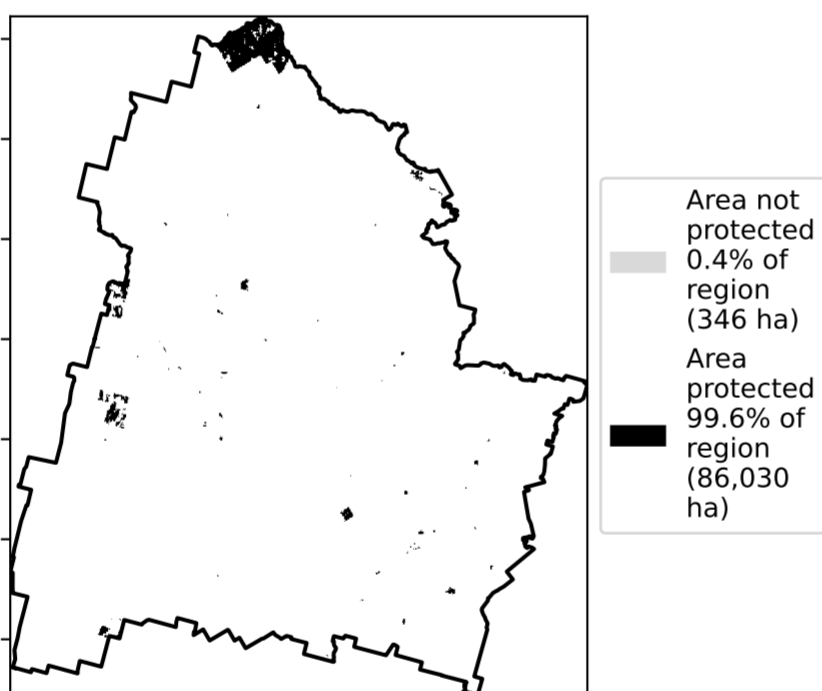 Area not
protected
0.4% of
region
(346 ha)
Area
protected
99.6% of
region
(86,030
ha)